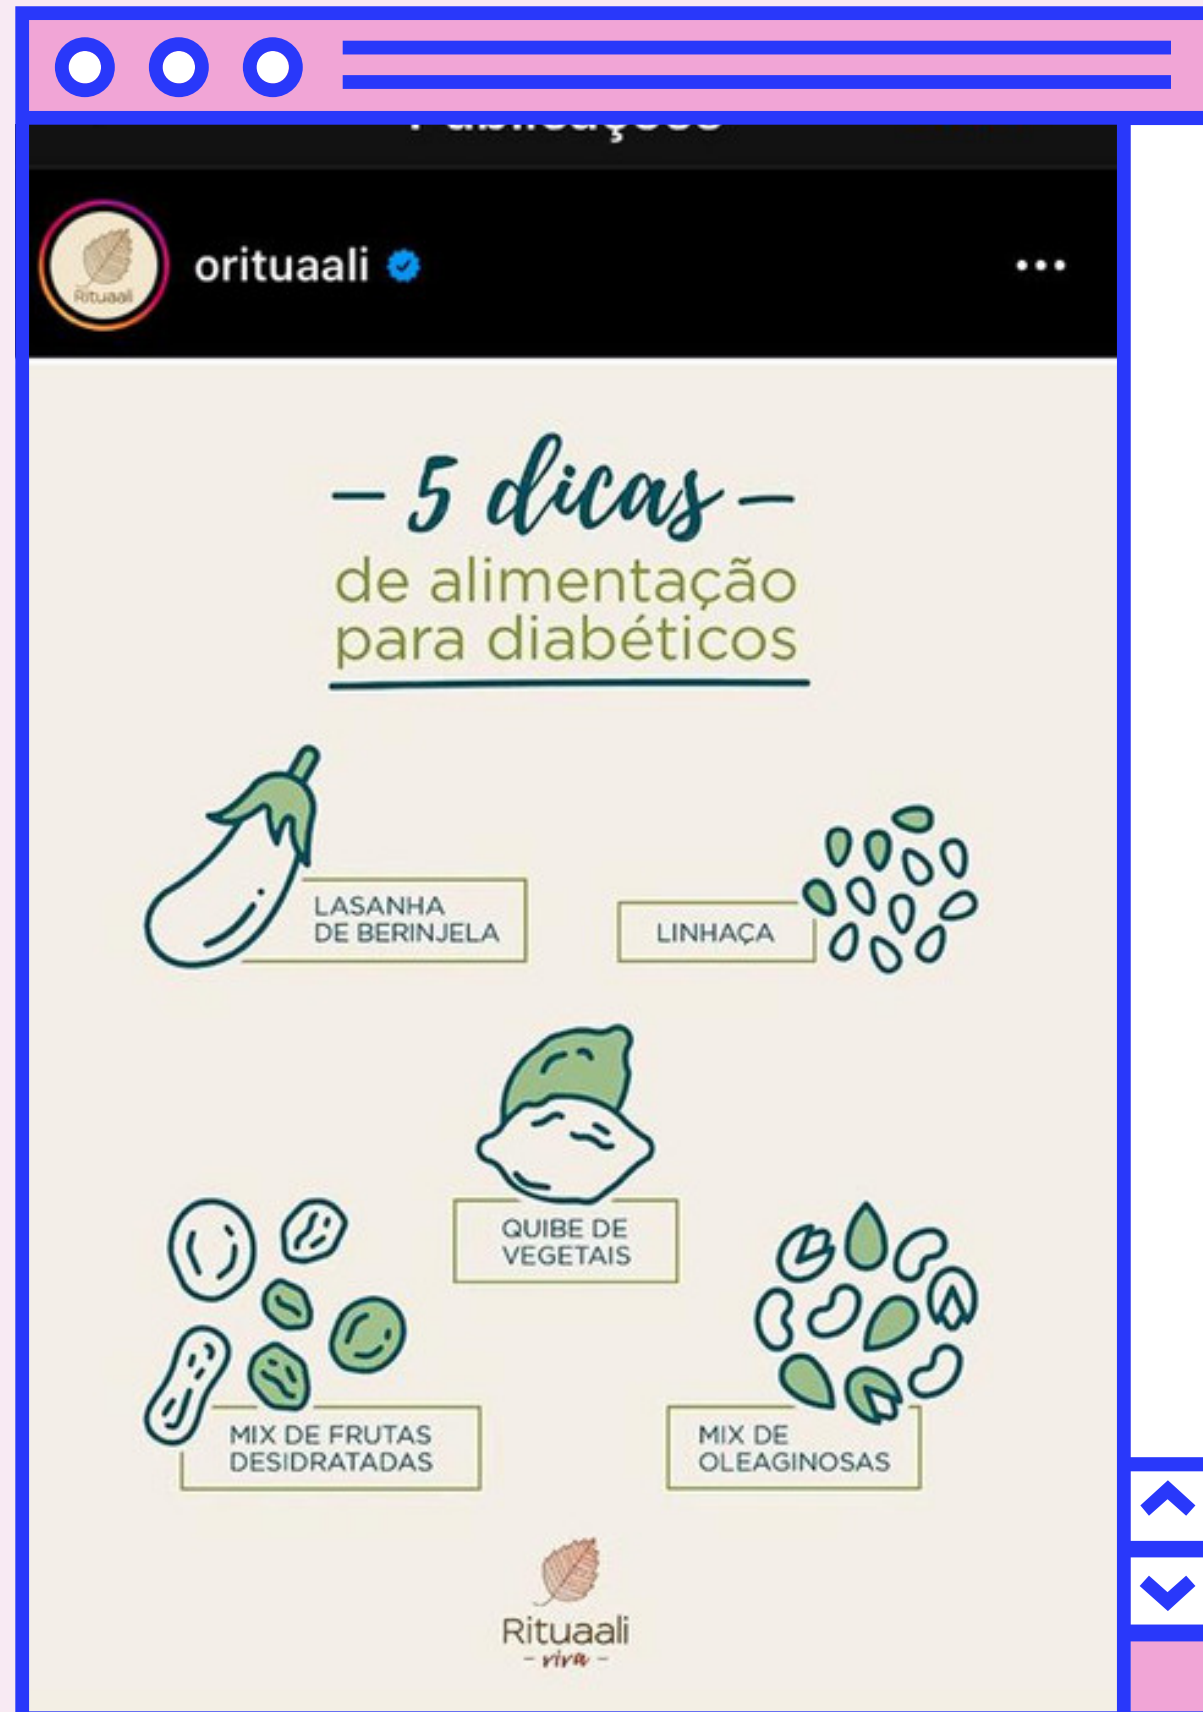 Rituaali
orituaali
- 5 dicas -
de alimentação
para diabéticos
LASANHA
DE BERINJELA
LINHAÇA
QUIBE DE
VEGETAIS
MIX DE FRUTAS
DESIDRATADAS
MIX DE
OLEAGINOSAS
Rituaali
- viva -